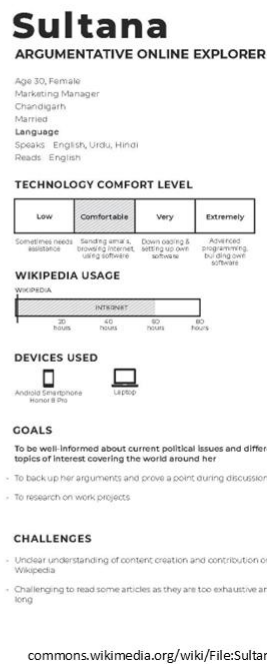 Sultana
ARGUMENTATIVE ONLINE EXPLORER
Age 30, Female
Marketing Manager
Chandigarh
Married
Language
Speaks English, Urdu, Hindi
Reads English
TECHNOLOGY COMFORT LEVEL
Low Comfortable Very Extremely
Sometimes needs assistance
Sending emails, browsing internet, using software
Downloading & setting up own software
Advanced programming, building own software
WIKIPEDIA USAGE
WIKIPEDIA
INTERNET
20 hours 40 hours 60 hours 80 hours
DEVICES USED
Android Smartphone
Honor 8 Pro
Laptop
GOALS
To be well-informed about current political issues and differe
topics of interest covering the world around her
- To back up her arguments and prove a point during discussion
- To research on work projects
CHALLENGES
- Unclear understanding of content creation and contribution o
Wikipedia
- Challenging to read some articles as they are too exhaustive an
long
commons.wikimedia.org/wiki/File:Sultan